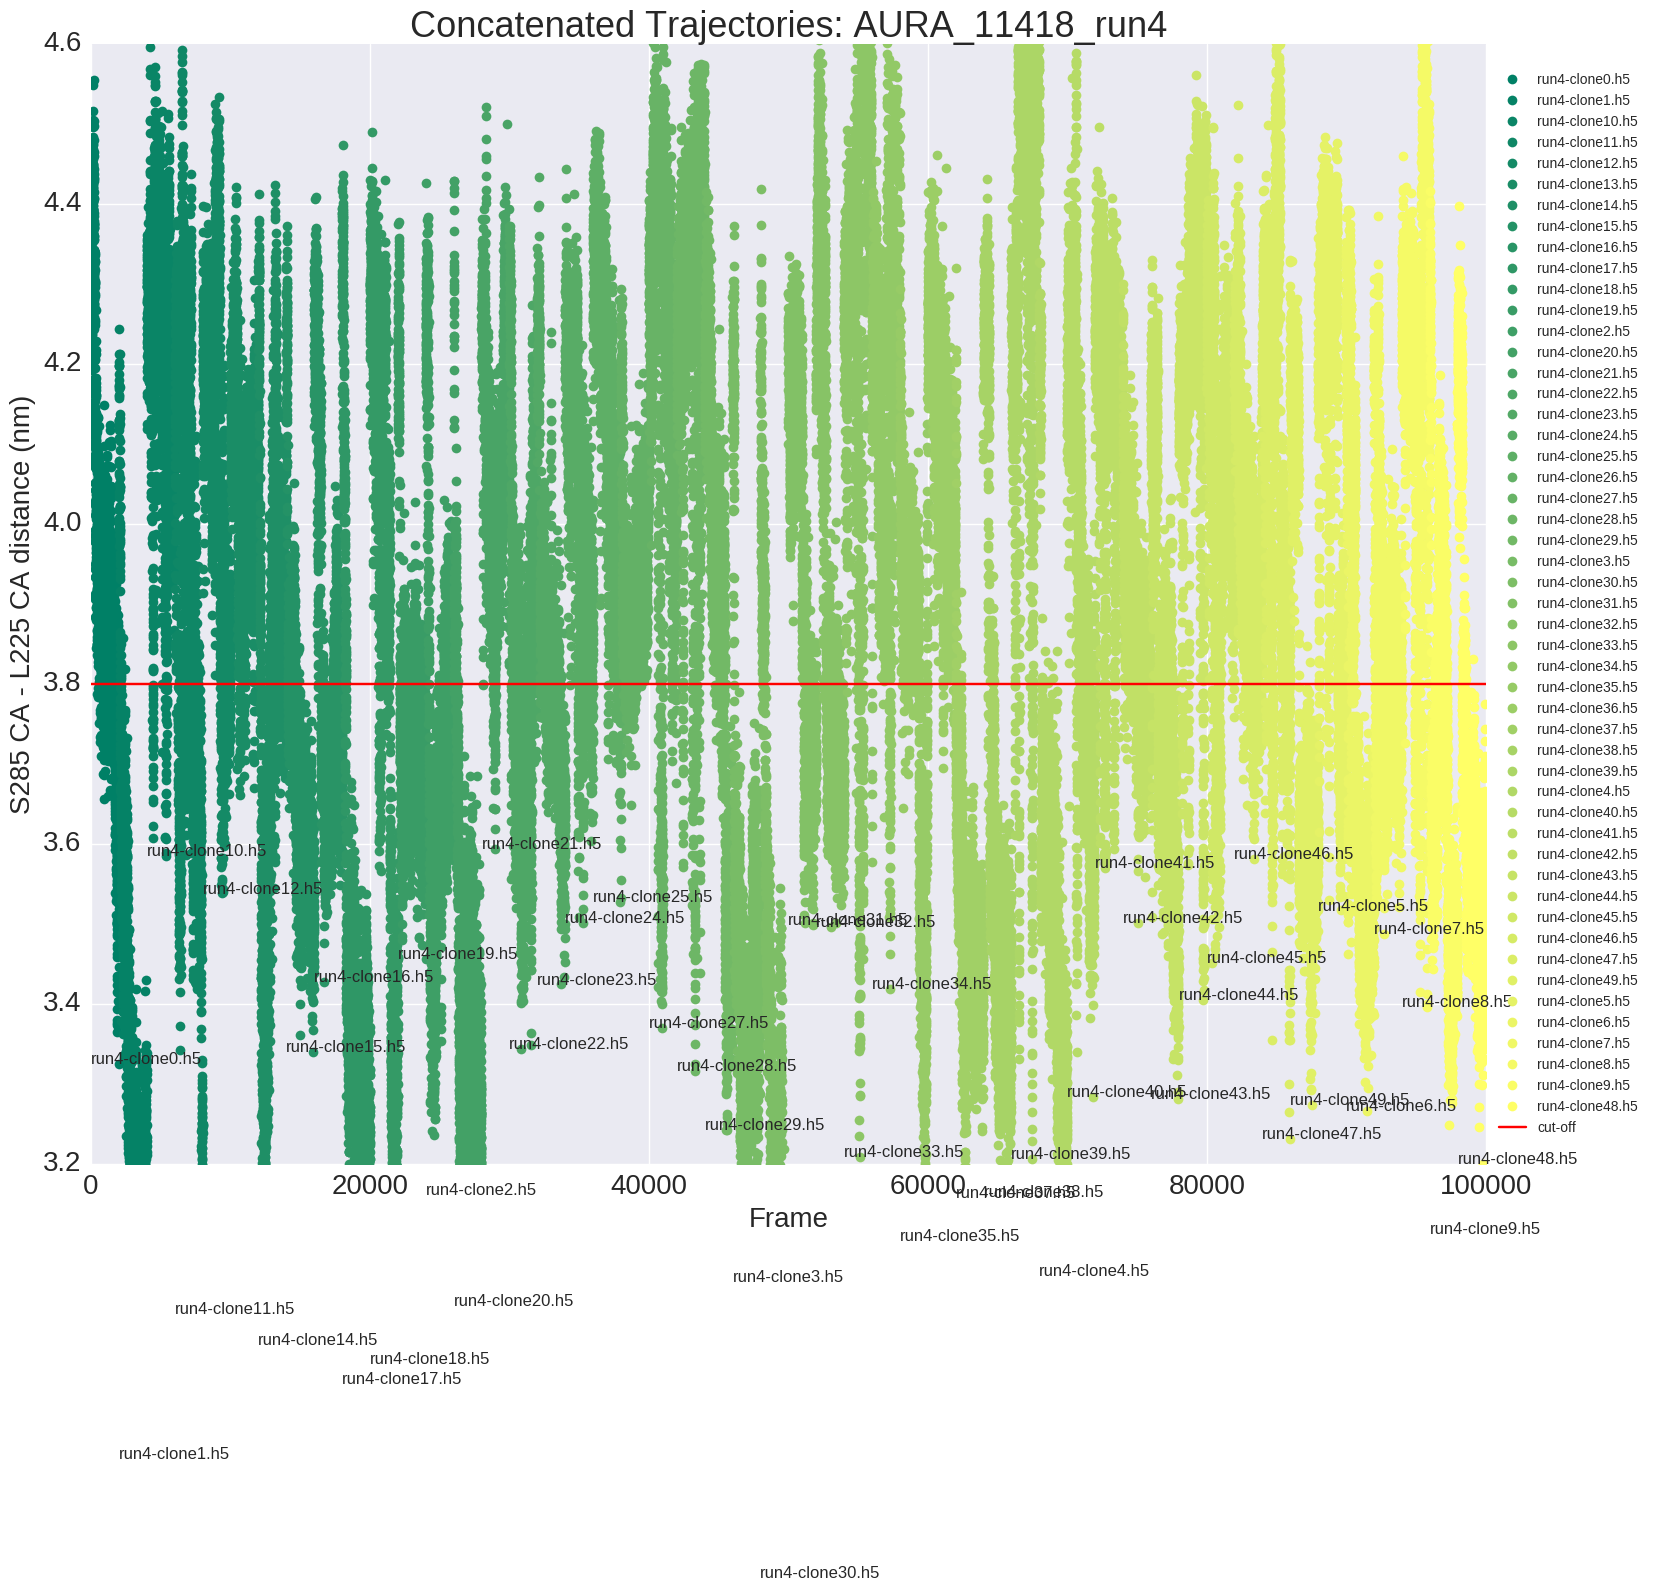 Concatenated Trajectories: AURA_11418_run4
S285 CA - L225 CA distance (nm)
4.6
4.4
4.2
4.0
3.8
3.6
3.4
3.2
0
20000
40000
60000
80000
100000
Frame
run4-clone0.h5
run4-clone1.h5
run4-clone10.h5
run4-clone11.h5
run4-clone12.h5
run4-clone13.h5
run4-clone14.h5
run4-clone15.h5
run4-clone16.h5
run4-clone17.h5
run4-clone18.h5
run4-clone19.h5
run4-clone2.h5
run4-clone20.h5
run4-clone21.h5
run4-clone22.h5
run4-clone23.h5
run4-clone24.h5
run4-clone25.h5
run4-clone26.h5
run4-clone27.h5
run4-clone28.h5
run4-clone29.h5
run4-clone3.h5
run4-clone30.h5
run4-clone31.h5
run4-clone32.h5
run4-clone33.h5
run4-clone34.h5
run4-clone35.h5
run4-clone36.h5
run4-clone37.h5
run4-clone38.h5
run4-clone39.h5
run4-clone4.h5
run4-clone40.h5
run4-clone41.h5
run4-clone42.h5
run4-clone43.h5
run4-clone44.h5
run4-clone45.h5
run4-clone46.h5
run4-clone47.h5
run4-clone49.h5
run4-clone5.h5
run4-clone6.h5
run4-clone7.h5
run4-clone8.h5
run4-clone9.h5
run4-clone48.h5
cut-off
run4-clone0.h5
run4-clone1.h5
run4-clone10.h5
run4-clone11.h5
run4-clone12.h5
run4-clone14.h5
run4-clone15.h5
run4-clone16.h5
run4-clone17.h5
run4-clone18.h5
run4-clone19.h5
run4-clone2.h5
run4-clone20.h5
run4-clone21.h5
run4-clone22.h5
run4-clone23.h5
run4-clone24.h5
run4-clone25.h5
run4-clone27.h5
run4-clone28.h5
run4-clone29.h5
run4-clone3.h5
run4-clone30.h5
run4-clone31.h5
run4-clone32.h5
run4-clone33.h5
run4-clone34.h5
run4-clone35.h5
run4-clone37.h5
run4-clone38.h5
run4-clone39.h5
run4-clone4.h5
run4-clone40.h5
run4-clone41.h5
run4-clone42.h5
run4-clone43.h5
run4-clone44.h5
run4-clone45.h5
run4-clone46.h5
run4-clone47.h5
run4-clone49.h5
run4-clone5.h5
run4-clone6.h5
run4-clone7.h5
run4-clone8.h5
run4-clone9.h5
run4-clone48.h5